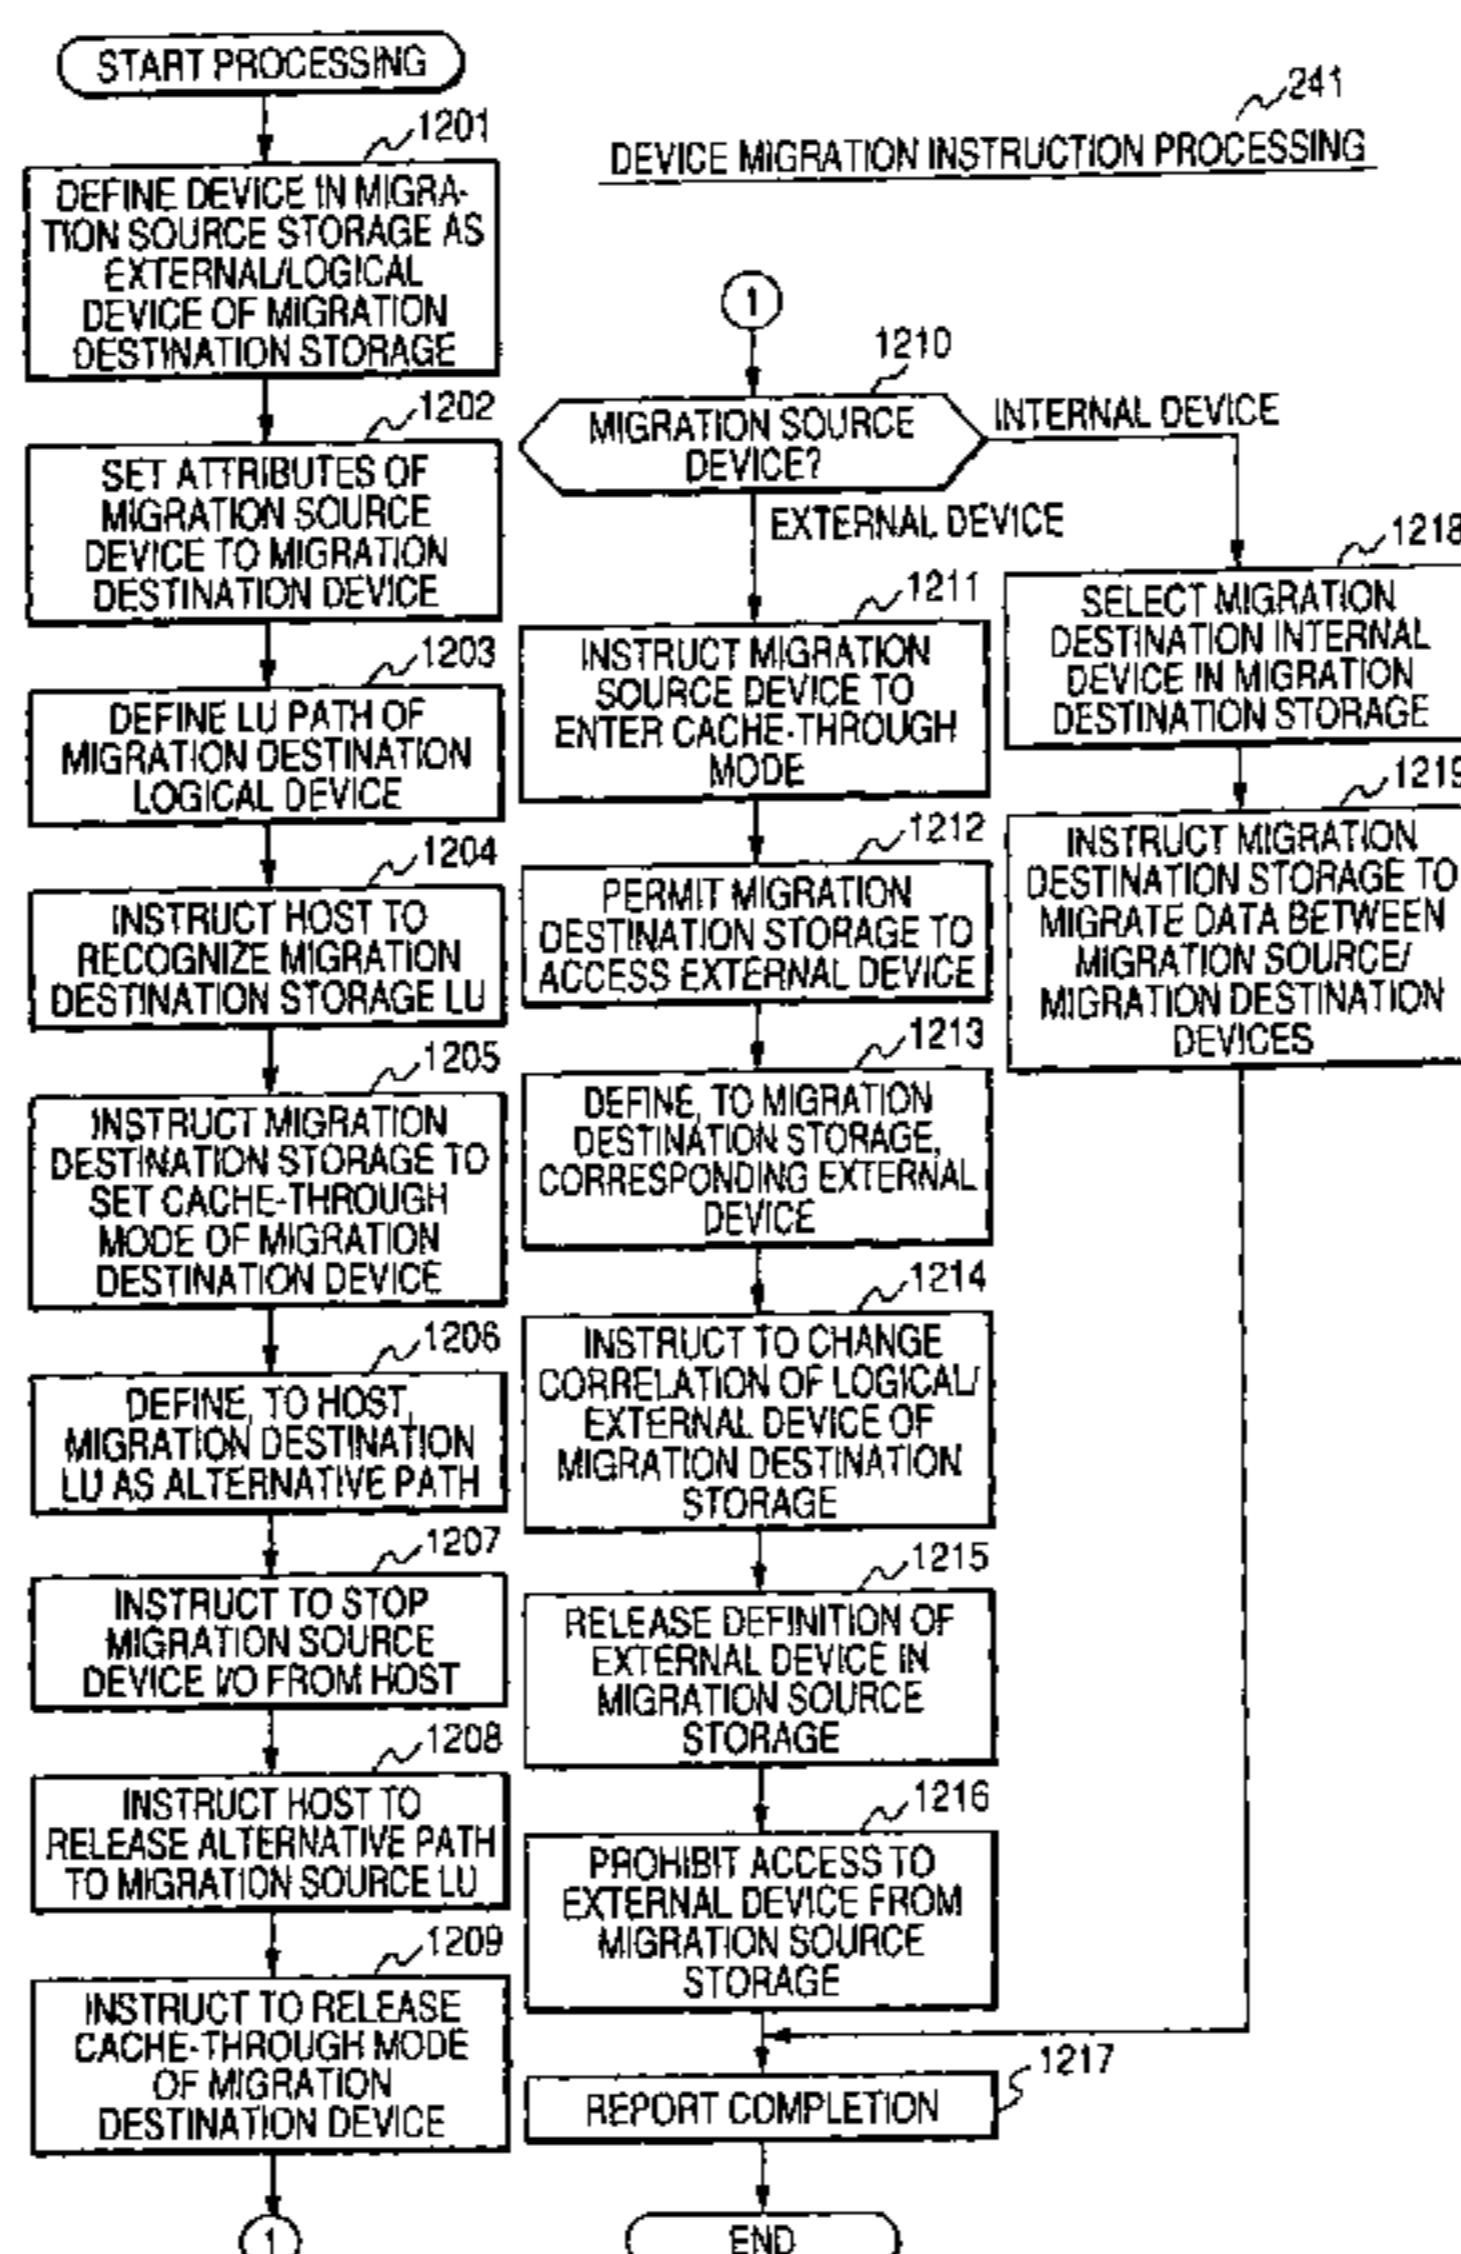 START PROCESSING
1201
DEFINE DEVICE IN MIGRA-
TION SOURCE STORAGE AS
EXTERNAL/LOGICAL
DEVICE OF MIGRATION
DESTINATION STORAGE
1202
SET ATTRIBUTES OF
MIGRATION SOURCE
DEVICE TO MIGRATION
DESTINATION DEVICE
1203
DEFINE LU PATH OF
MIGRATION DESTINATION
LOGICAL DEVICE
1204
INSTRUCT HOST TO
RECOGNIZE MIGRATION
DESTINATION STORAGE LU
1205
INSTRUCT MIGRATION
DESTINATION STORAGE TO
SET CACHE-THROUGH
MODE OF MIGRATION
DESTINATION DEVICE
1206
DEFINE, TO HOST,
MIGRATION DESTINATION
LU AS ALTERNATIVE PATH
1207
INSTRUCT TO STOP
MIGRATION SOURCE
DEVICE I/O FROM HOST
1208
INSTRUCT HOST TO
RELEASE ALTERNATIVE PATH
TO MIGRATION SOURCE LU
1209
INSTRUCT TO RELEASE
CACHE-THROUGH MODE
OF MIGRATION
DESTINATION DEVICE
1
241
DEVICE MIGRATION INSTRUCTION PROCESSING
1
1210
MIGRATION SOURCE
DEVICE?
INTERNAL DEVICE
EXTERNAL DEVICE
1211
INSTRUCT MIGRATION
SOURCE DEVICE TO
ENTER CACHE-THROUGH
MODE
1212
PERMIT MIGRATION
DESTINATION STORAGE TO
ACCESS EXTERNAL DEVICE
1213
DEFINE, TO MIGRATION
DESTINATION STORAGE,
CORRESPONDING EXTERNAL
DEVICE
1214
INSTRUCT TO CHANGE
CORRELATION OF LOGICAL/
EXTERNAL DEVICE OF
MIGRATION DESTINATION
STORAGE
1215
RELEASE DEFINITION OF
EXTERNAL DEVICE IN
MIGRATION SOURCE
STORAGE
1216
PROHIBIT ACCESS TO
EXTERNAL DEVICE FROM
MIGRATION SOURCE
STORAGE
1217
REPORT COMPLETION
END
1218
SELECT MIGRATION
DESTINATION INTERNAL
DEVICE IN MIGRATION
DESTINATION STORAGE
1219
INSTRUCT MIGRATION
DESTINATION STORAGE TO
MIGRATE DATA BETWEEN
MIGRATION SOURCE/
MIGRATION DESTINATION
DEVICES